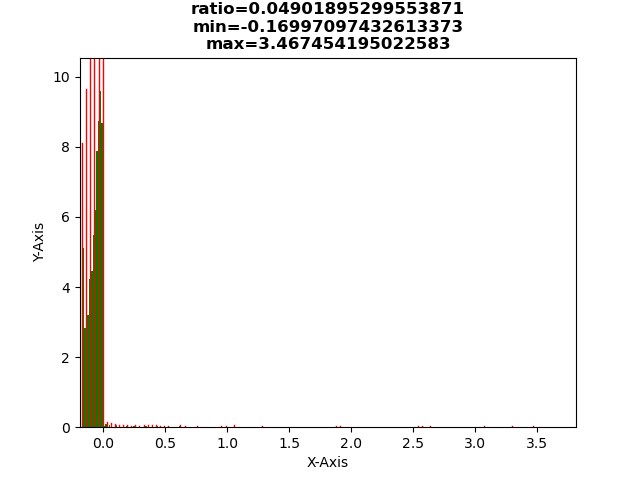 ratio=0.04901895299553871
min=-0.16997097432613373
max=3.467454195022583
10
8
6
4
2
0
Y-Axis
0.0 0.5 1.0 1.5 2.0 2.5 3.0 3.5
X-Axis